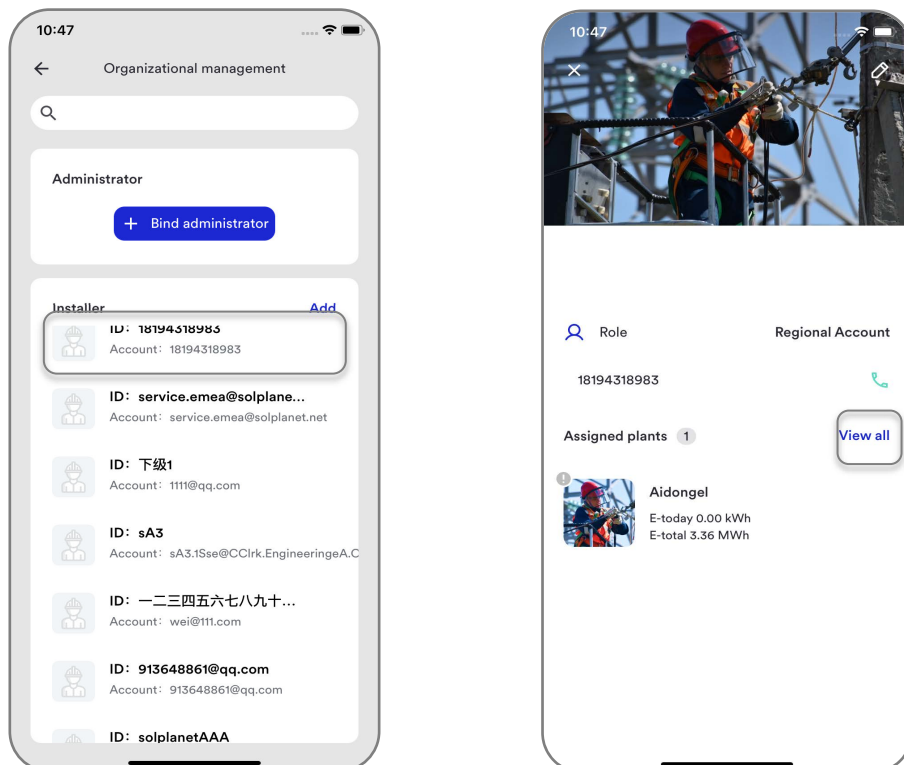 10:47
Organizational management
Administrator
+ Bind administrator
Installer
Add
ID: 18194318983
Account: 18194318983
ID: service.emea@solplane...
Account: service.emea@solplanet.net
ID: 下级1
Account: 1111@qq.com
ID: sA3
Account: sA3.1Sse@CClrk.EngineeringeA.C
ID: 一二三四五六七八九十...
Account: wei@111.com
ID: 913648861@qq.com
Account: 913648861@qq.com
ID: solplanetAAA
10:47
Role
Regional Account
18194318983
Assigned plants 1
View all
Aidongel
E-today 0.00 kWh
E-total 3.36 MWh